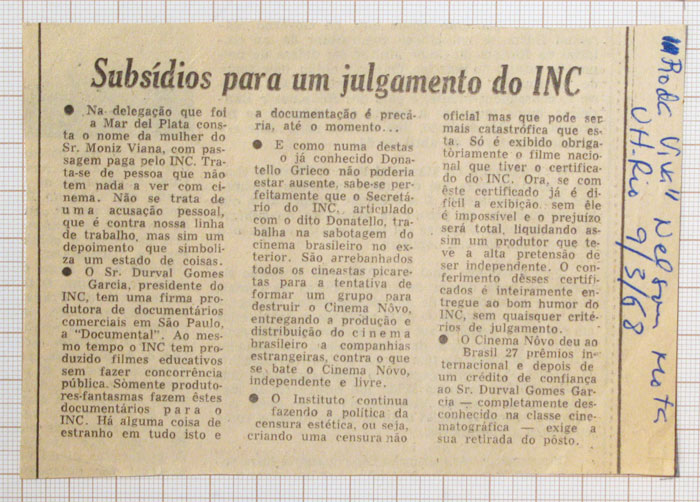 Subsídios para um julgamento do INC
● Na delegação que foi
a Mar del Plata cons-
ta o nome da mulher do
Sr. Moniz Viana, com pas-
sagem paga pelo INC. Tra-
ta-se de pessoa que não
tem nada a ver com ci-
nema. Não se trata de
uma acusação pessoal,
que é contra nossa linha
de trabalho, mas sim um
depoimento que simboli-
za um estado de coisas.
● O Sr. Durval Gomes
Garcia, presidente do
INC, tem uma firma pro-
dutora de documentários
comerciais em São Paulo,
a "Documental". Ao mes-
mo tempo o INC tem pro-
duzido filmes educativos
sem fazer concorrência
pública. Sòmente produto-
res-fantasmas fazem êstes
documentários para o
INC. Há alguma coisa de
estranho em tudo isto e
a documentação é precá-
ria, até o momento...
● E como numa destas
o já conhecido Dona-
tello Grieco não poderia
estar ausente, sabe-se per-
feitamente que o Secretá-
rio do INC, articulado
com o dito Donatello, tra-
balha na sabotagem do
cinema brasileiro no ex-
terior. São arrebanhados
todos os cineastas picare-
tas para a tentativa de
formar um grupo para
destruir o Cinema Nôvo,
entregando a produção e
distribuição do cinema
brasileiro a companhias
estrangeiras, contra o que
se bate o Cinema Nôvo,
independente e livre.
● O Instituto continua
fazendo a política da
censura estética, ou seja,
criando uma censura não
oficial mas que pode ser
mais catastrófica que es-
ta. Só é exibido obriga-
tòriamente o filme nacio-
nal que tiver o certifica-
do do INC. Ora, se com
êste certificado já é di-
fícil a exibição, sem êle
é impossível e o prejuízo
será total, liquidando as-
sim um produtor que te-
ve a alta pretensão de
ser independente. O con-
ferimento dêsses certifi-
cados é inteiramente en-
tregue ao bom humor do
INC, sem quaisquer crité-
rios de julgamento.
● O Cinema Nôvo deu ao
Brasil 27 prêmios in-
ternacional e depois de
um crédito de confiança
ao Sr. Durval Gomes Gar-
cia — completamente des-
conhecido na classe cine-
matográfica — exige a
sua retirada do pôsto.
"Roda Viva" Nelson Mota
UH-Rio 9/3/68